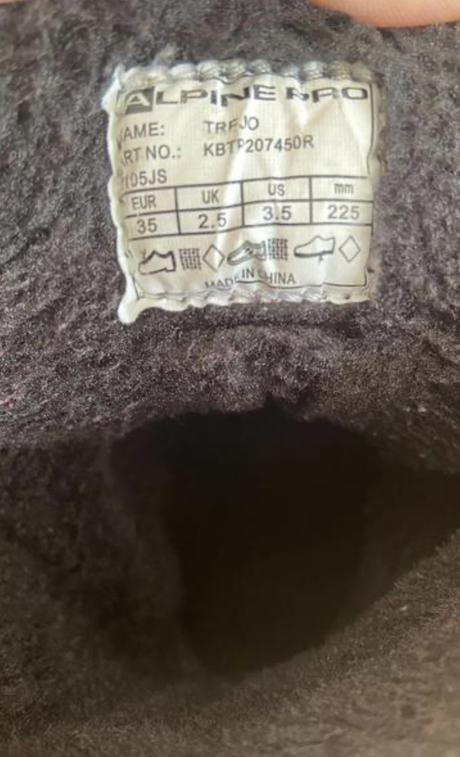 ALPINE PRO
NAME: TREJO
ART NO.: KBTP207450R
2105JS
EUR UK US mm
35 2.5 3.5 225
MADE IN CHINA